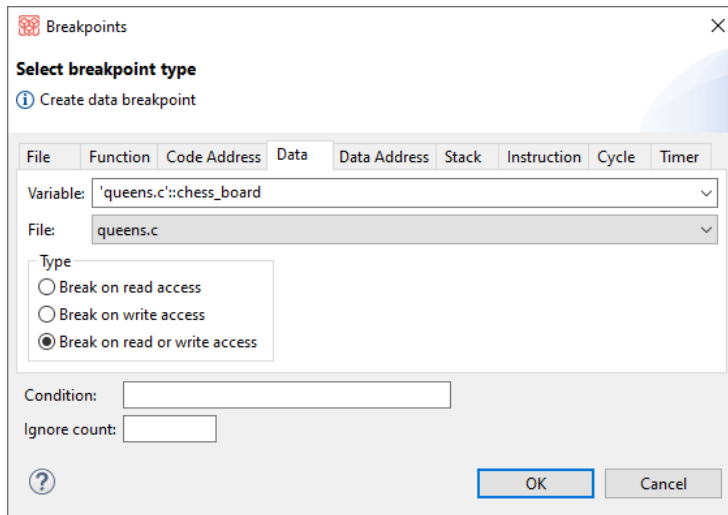 Breakpoints
Select breakpoint type
Create data breakpoint
File Function Code Address Data Data Address Stack Instruction Cycle Timer
Variable: 'queens.c'::chess_board
File: queens.c
Type
Break on read access
Break on write access
Break on read or write access
Condition:
Ignore count:
OK Cancel